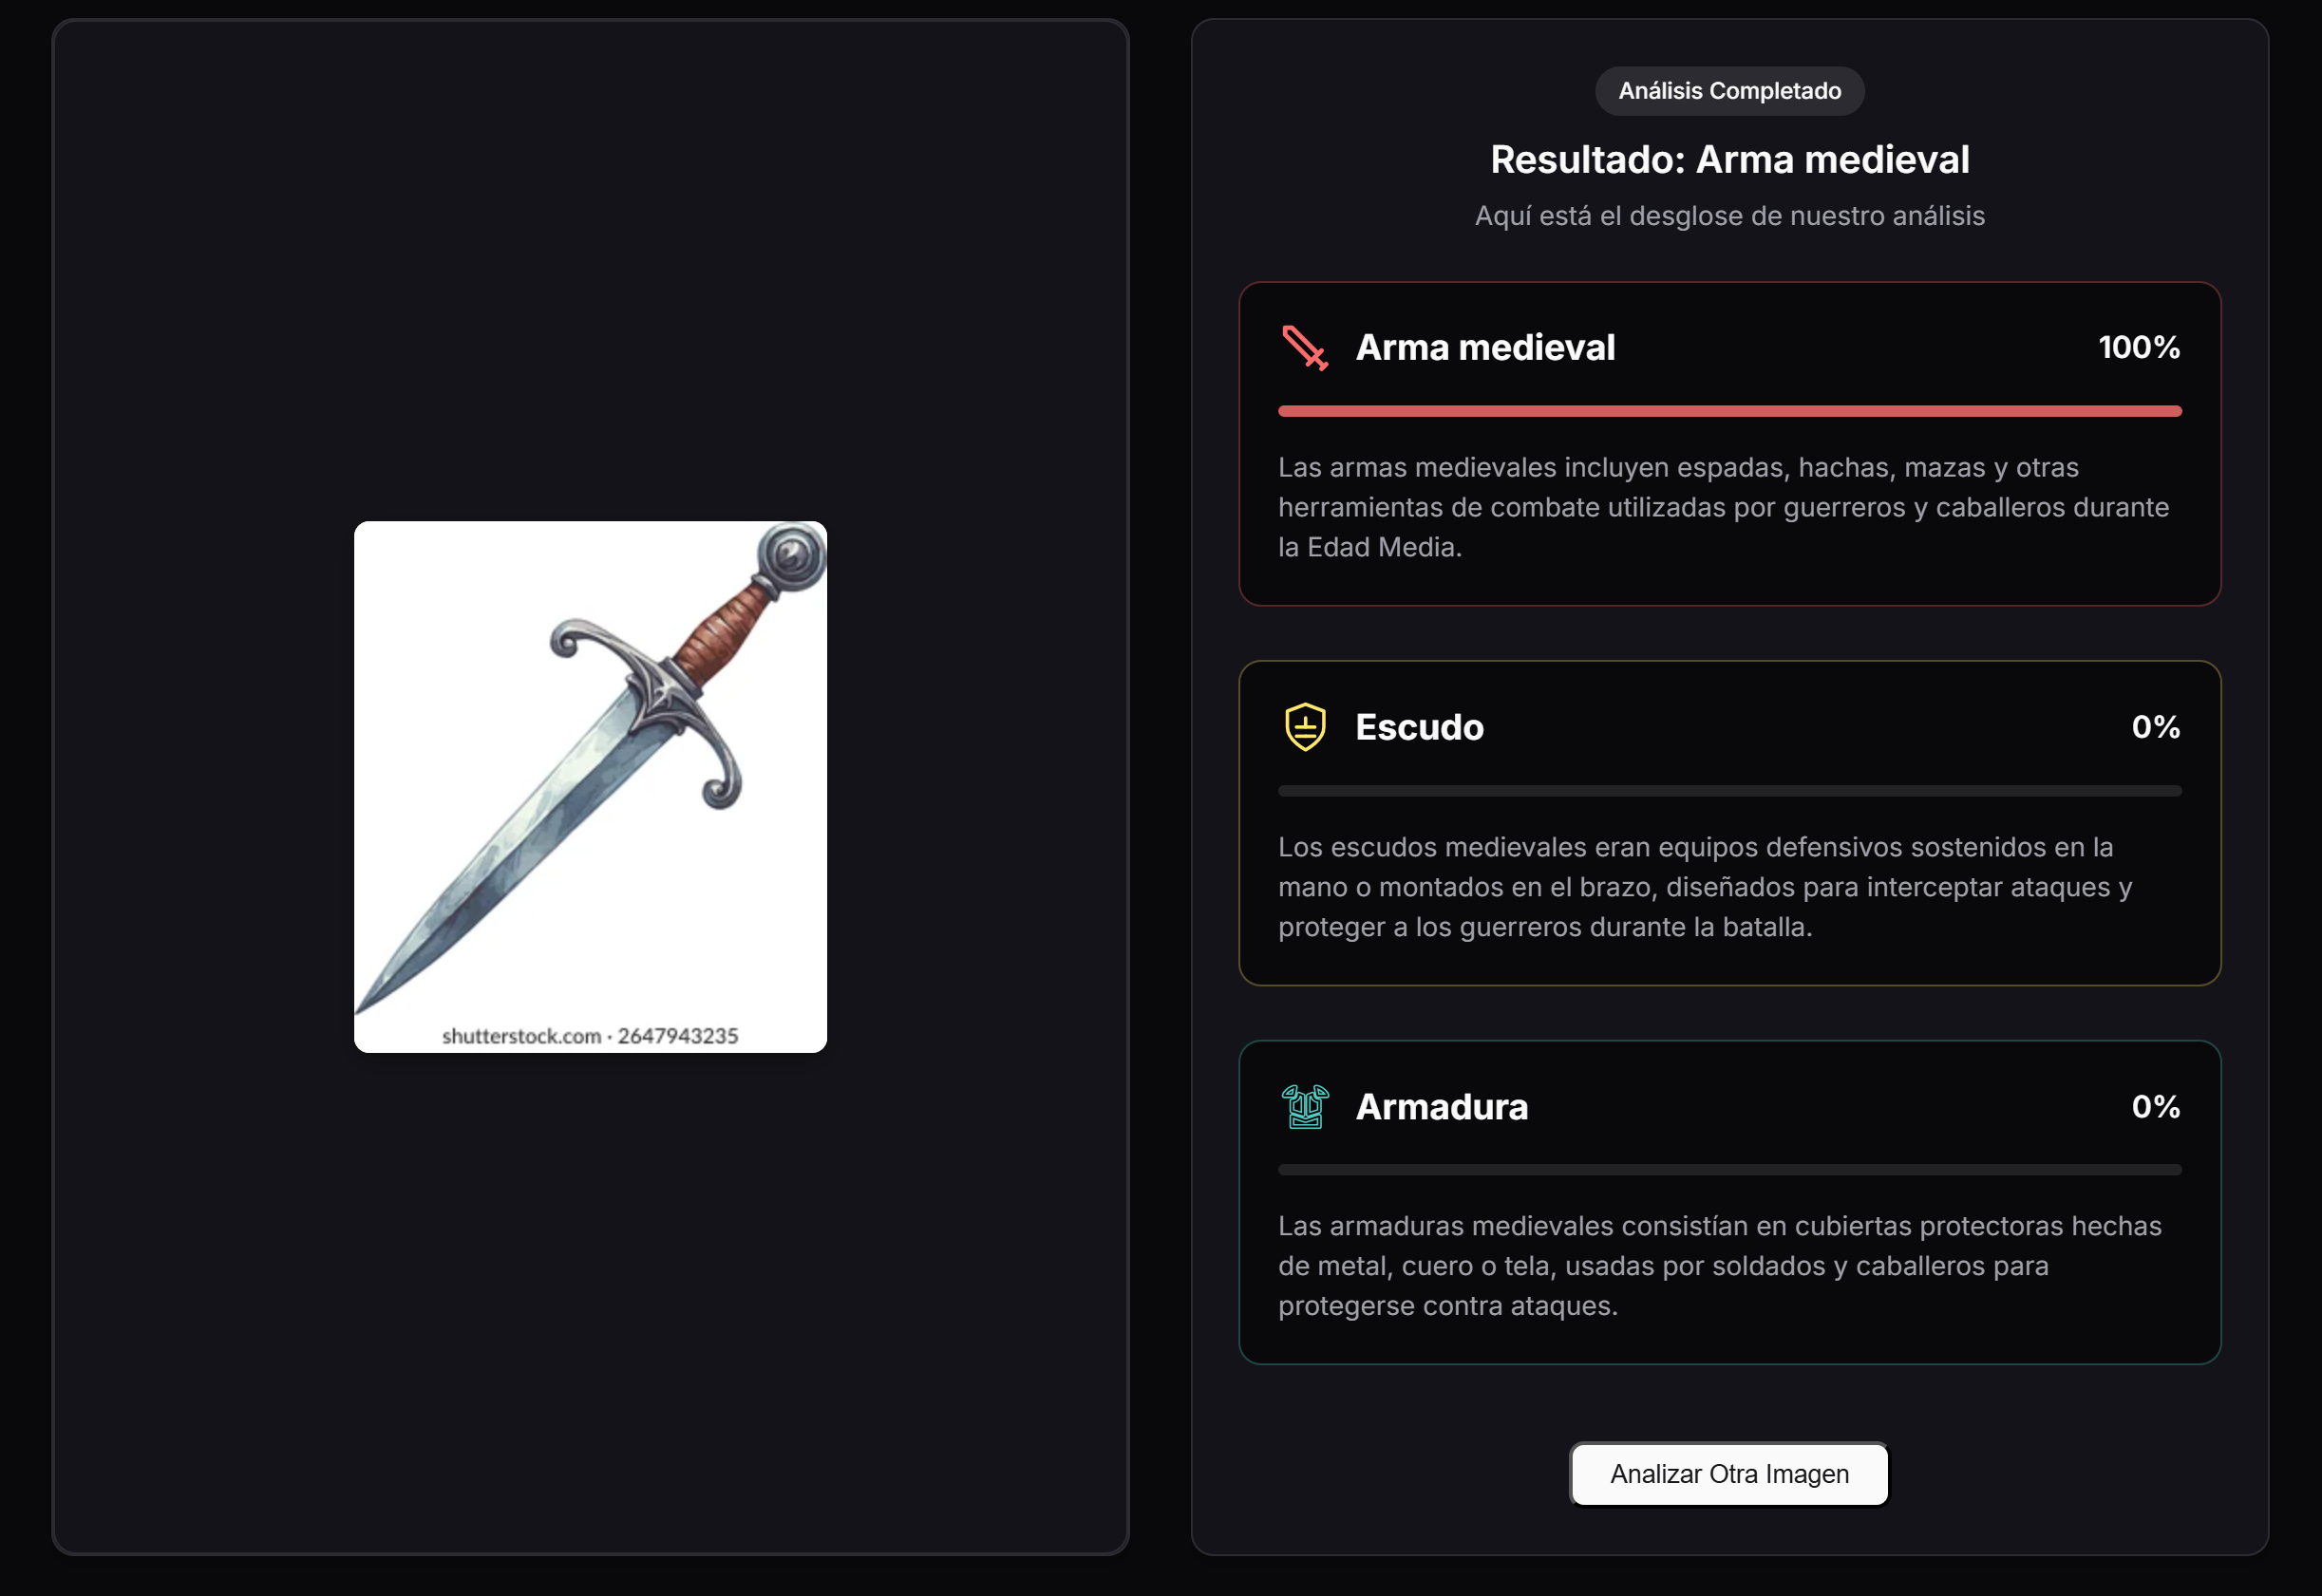 shutterstock.com · 2647943235
Análisis Completado
Resultado: Arma medieval
Aquí está el desglose de nuestro análisis
Arma medieval 100%
Las armas medievales incluyen espadas, hachas, mazas y otras
herramientas de combate utilizadas por guerreros y caballeros durante
la Edad Media.
Escudo 0%
Los escudos medievales eran equipos defensivos sostenidos en la
mano o montados en el brazo, diseñados para interceptar ataques y
proteger a los guerreros durante la batalla.
Armadura 0%
Las armaduras medievales consistían en cubiertas protectoras hechas
de metal, cuero o tela, usadas por soldados y caballeros para
protegerse contra ataques.
Analizar Otra Imagen